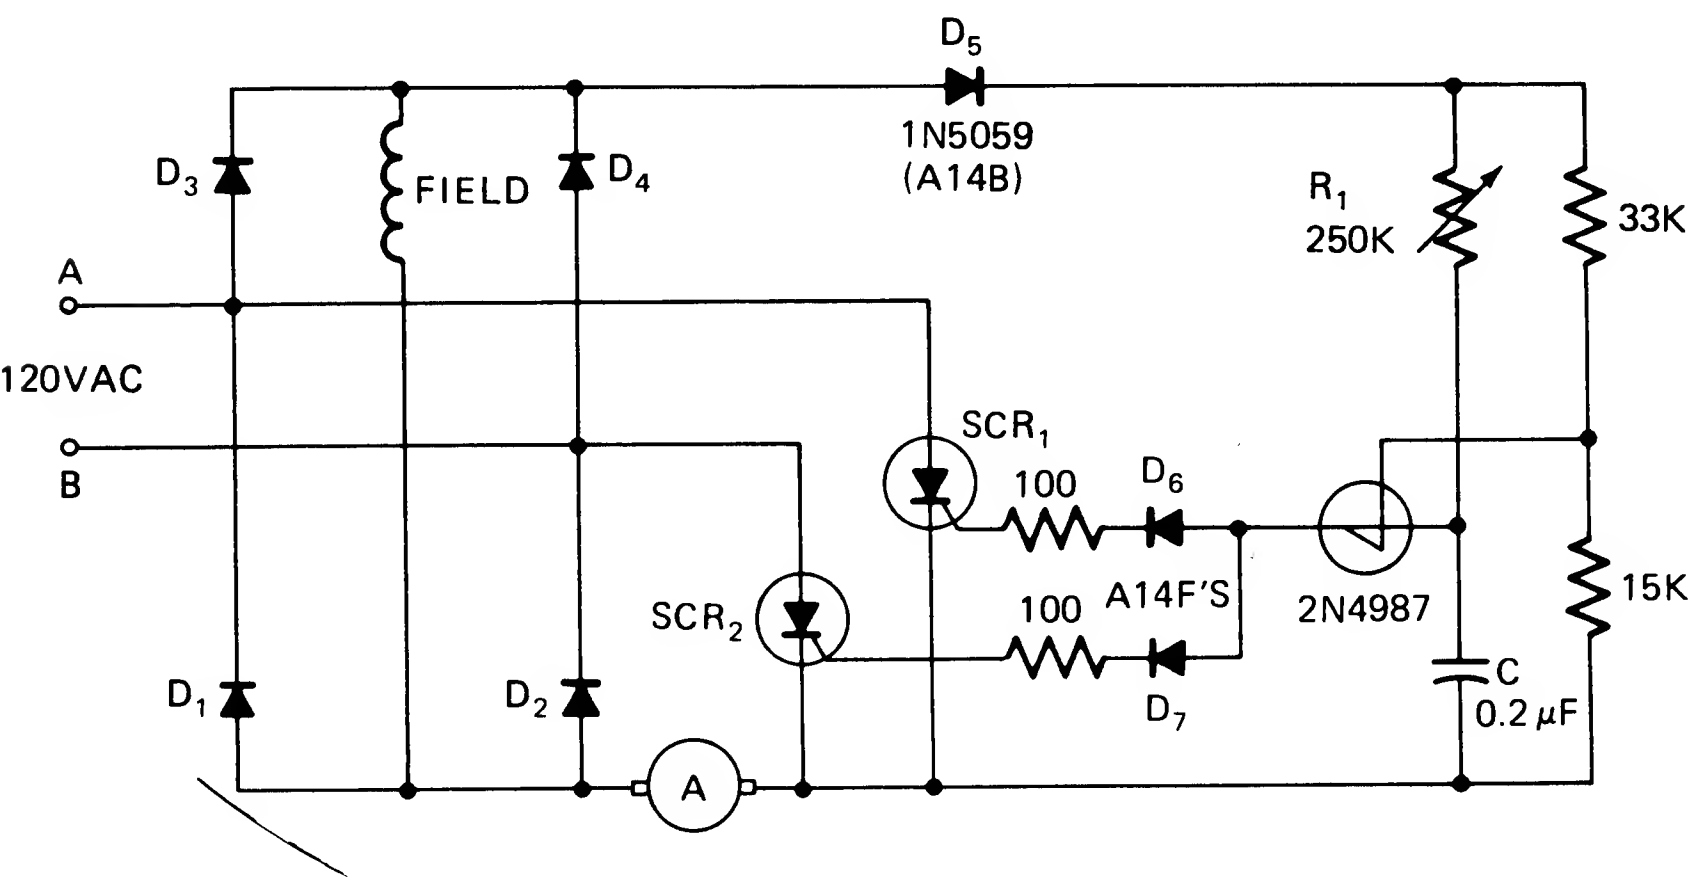 D5
1N5059
(A14B)
D3
FIELD
D4
R1
250K
33K
A
120VAC
B
SCR1
100
D6
SCR2
100
A14F'S
2N4987
15K
D1
D2
D7
C
0.2 µF
A